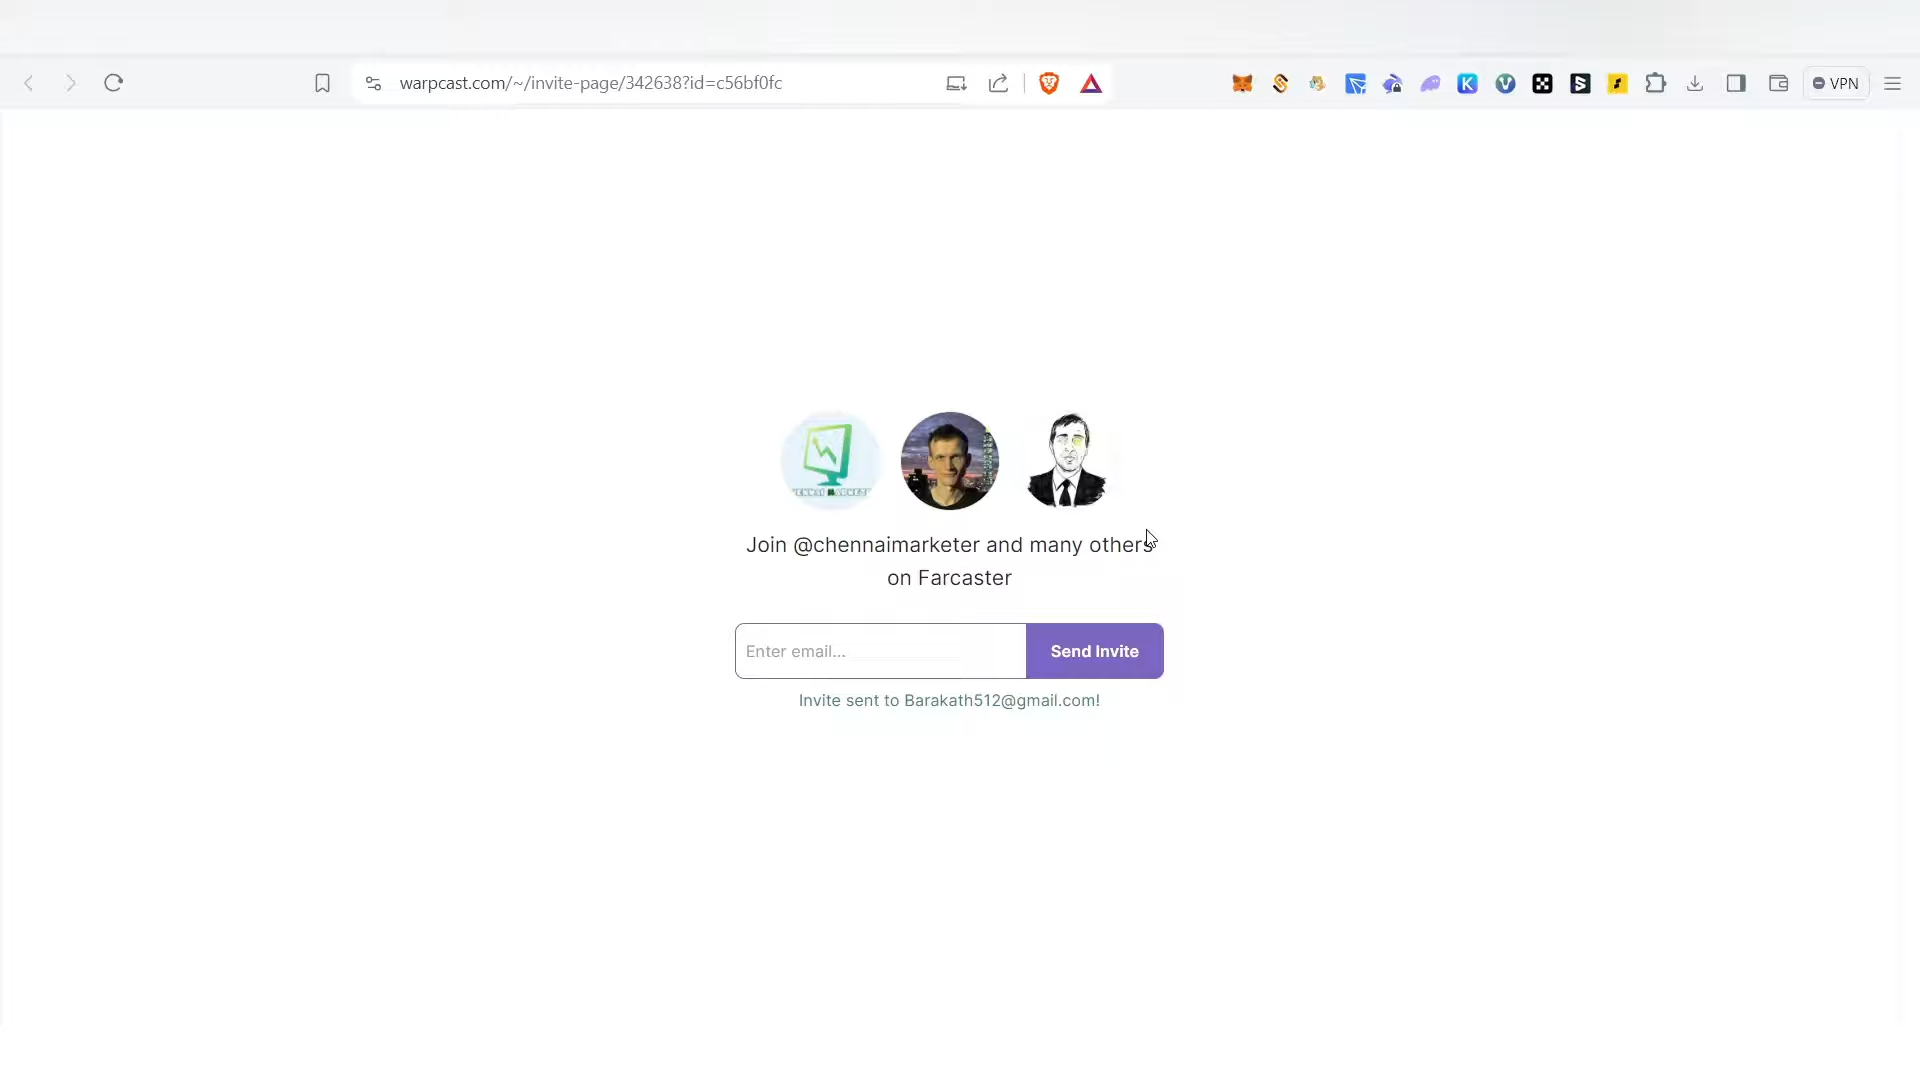 warpcast.com/~/invite-page/342638?id=c56bf0fc
VPN
Join @chennaimarketer and many others
on Farcaster
Enter email...
Send Invite
Invite sent to Barakath512@gmail.com!